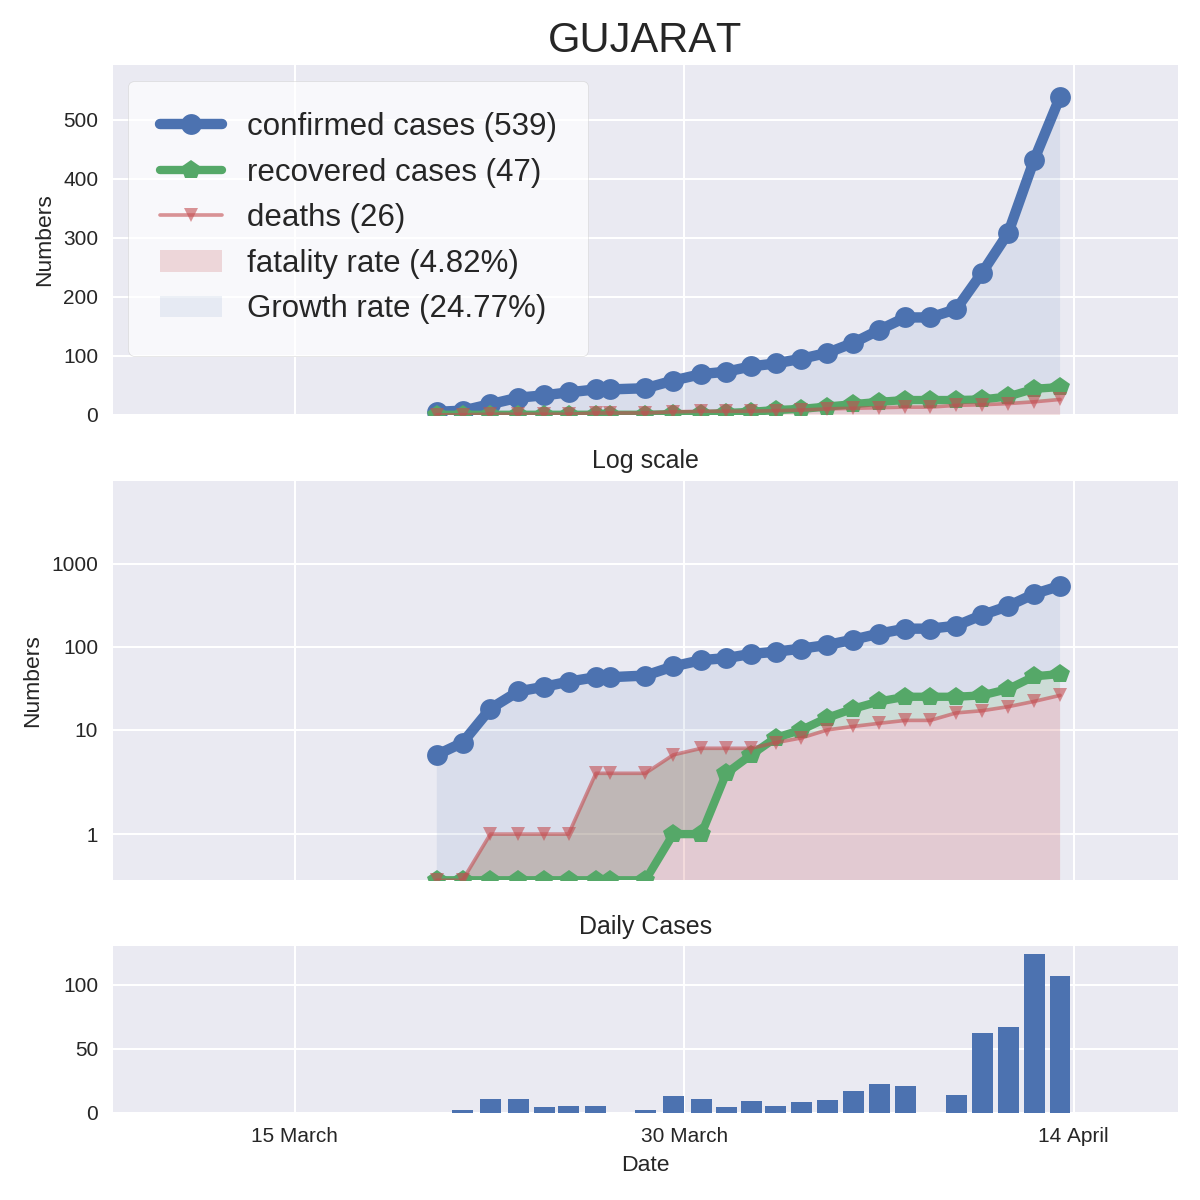 GUJARAT
500
400
300
200
100
0
Numbers
confirmed cases (539)
recovered cases (47)
deaths (26)
fatality rate (4.82%)
Growth rate (24.77%)
Log scale
1000
100
10
1
Numbers
Daily Cases
100
50
0
15 March 30 March 14 April
Date